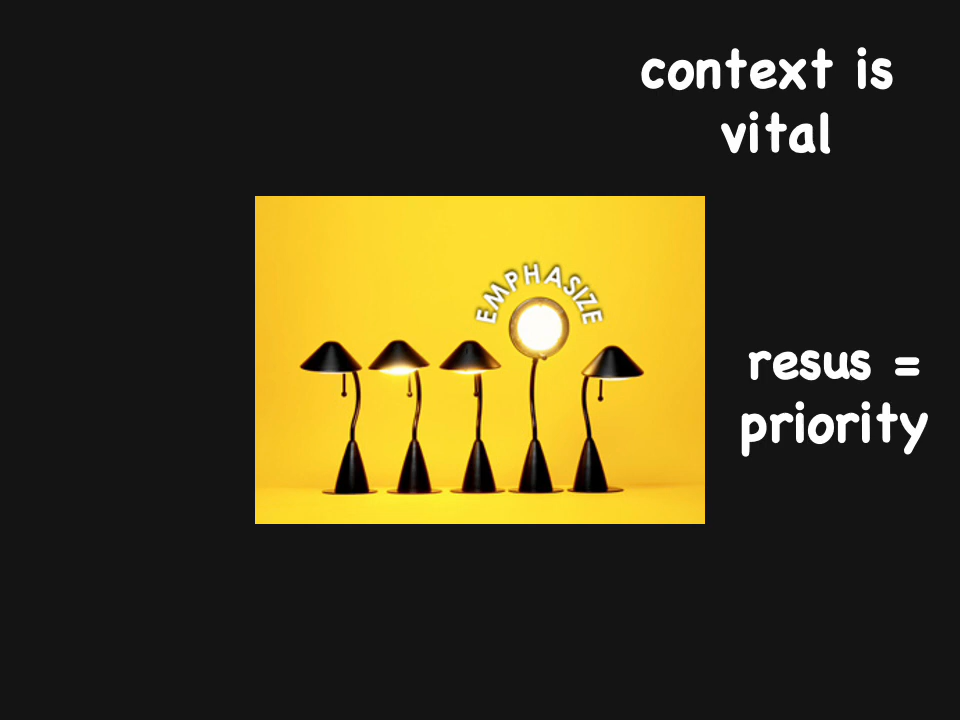 context is
vital
EMPHASIZE
resus =
priority